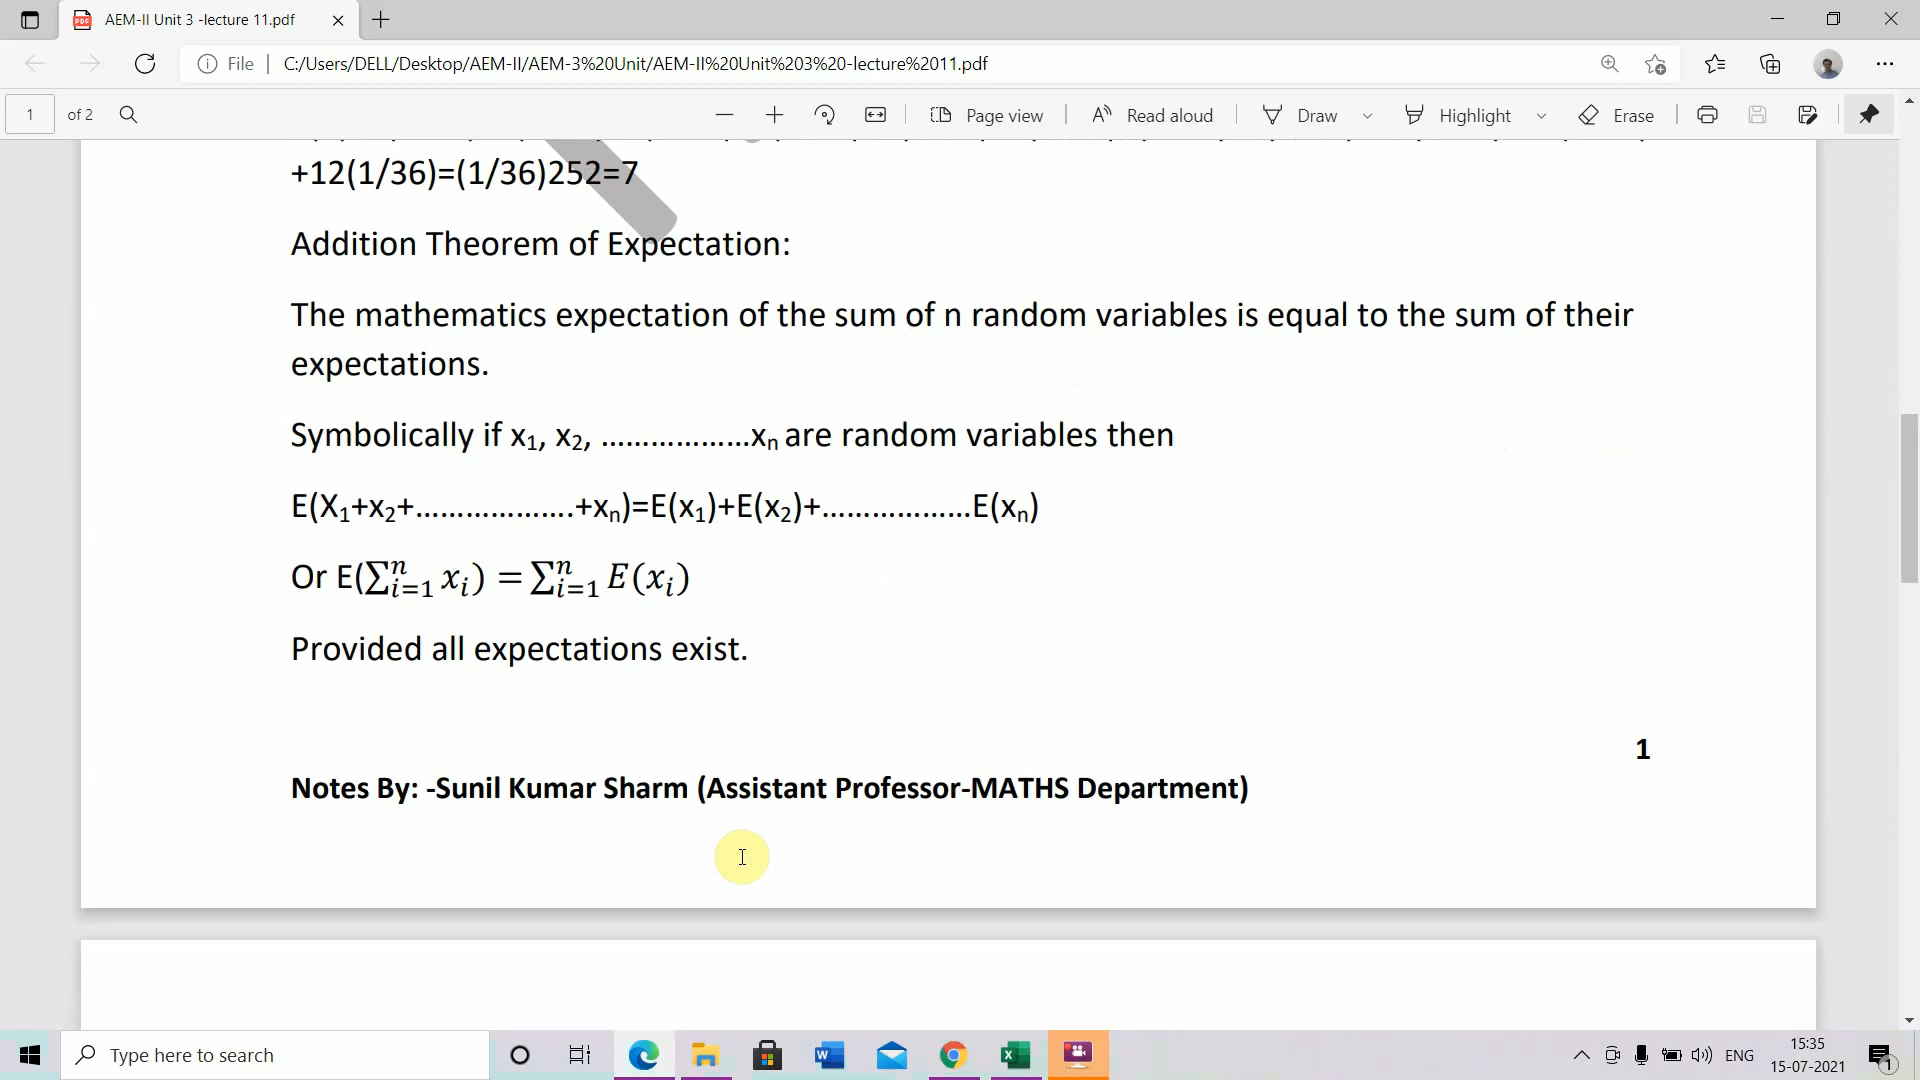 AEM-II Unit 3 -lecture 11.pdf
File | C:/Users/DELL/Desktop/AEM-II/AEM-3%20Unit/AEM-II%20Unit%203%20-lecture%2011.pdf
1 of 2 Page view Read aloud Draw Highlight Erase
+12(1/36)=(1/36)252=7
Addition Theorem of Expectation:
The mathematics expectation of the sum of n random variables is equal to the sum of their
expectations.
Symbolically if x₁, x₂, ………………xₙ are random variables then
E(X₁+x₂+……………….+xₙ)=E(x₁)+E(x₂)+………………E(xₙ)
Or E(∑ⁿᵢ₌₁ xᵢ) = ∑ⁿᵢ₌₁ E(xᵢ)
Provided all expectations exist.
1
Notes By: -Sunil Kumar Sharm (Assistant Professor-MATHS Department)
Type here to search
ENG
15:35
15-07-2021
1